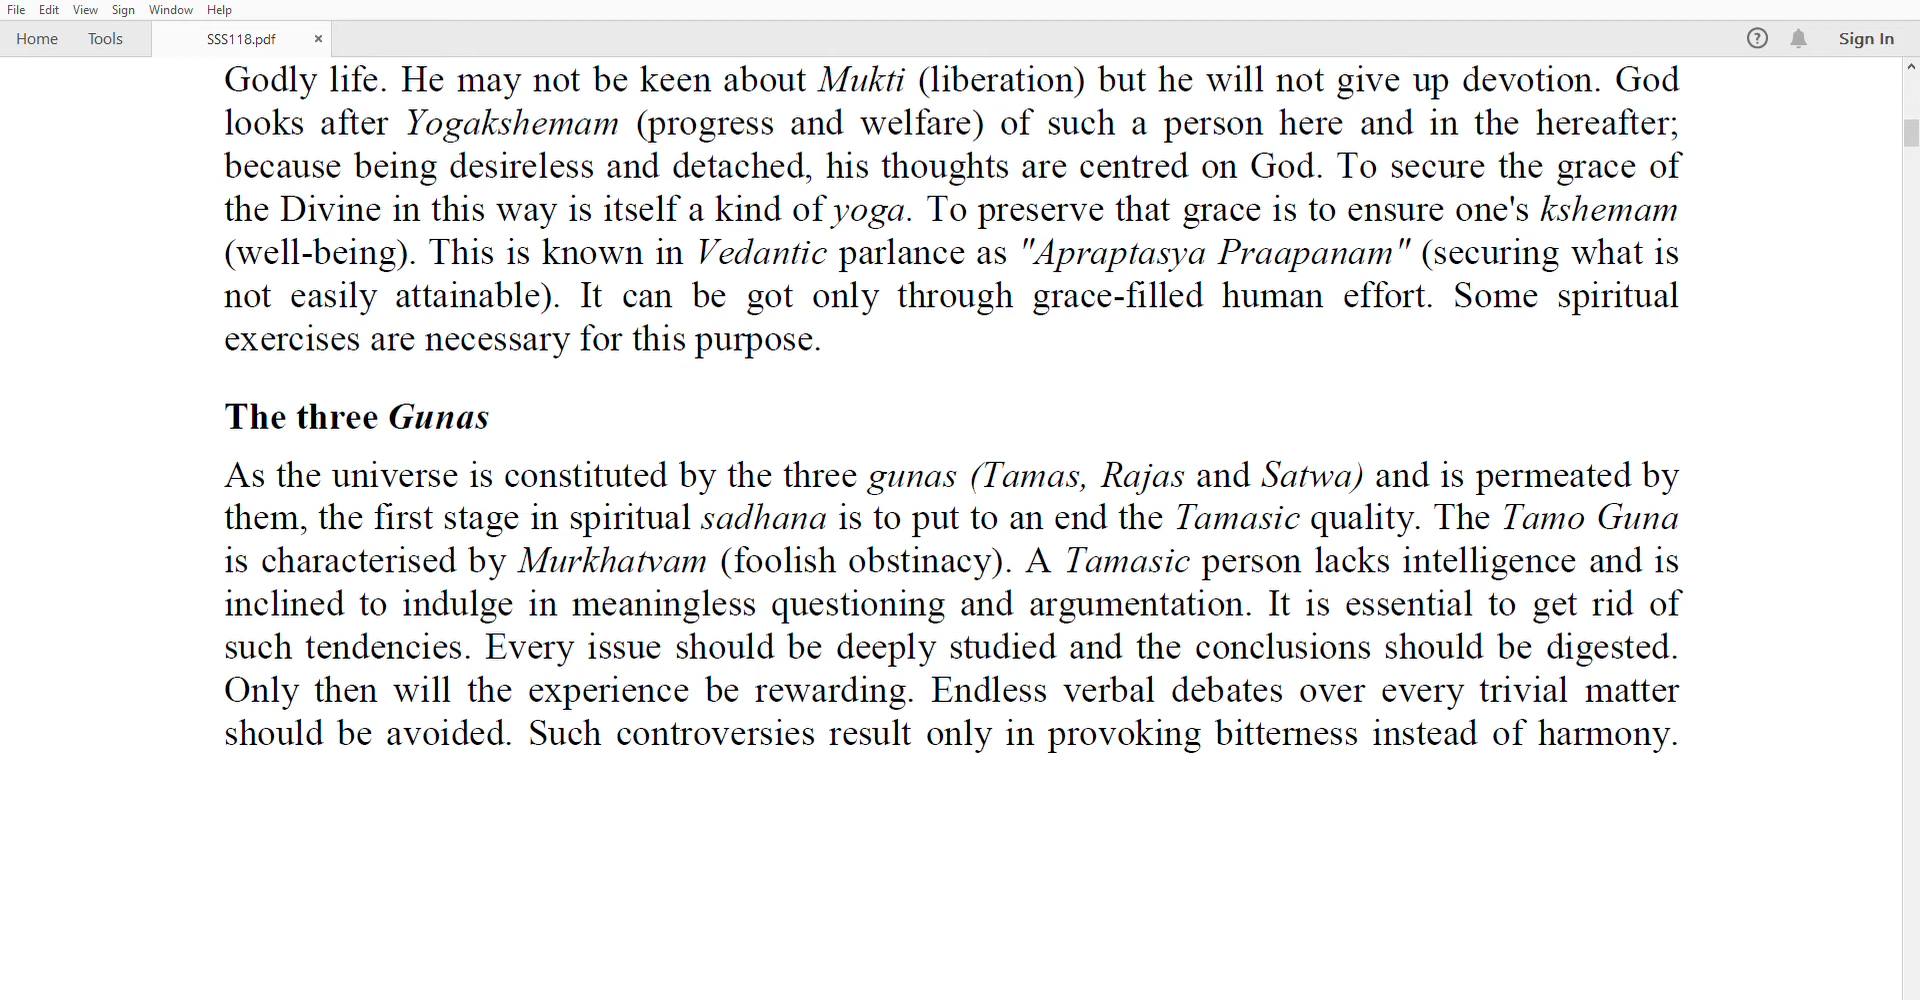 File Edit View Sign Window Help
Home Tools SSS118.pdf × ? Sign In
Godly life. He may not be keen about Mukti (liberation) but he will not give up devotion. God
looks after Yogakshemam (progress and welfare) of such a person here and in the hereafter;
because being desireless and detached, his thoughts are centred on God. To secure the grace of
the Divine in this way is itself a kind of yoga. To preserve that grace is to ensure one's kshemam
(well-being). This is known in Vedantic parlance as "Apraptasya Praapanam" (securing what is
not easily attainable). It can be got only through grace-filled human effort. Some spiritual
exercises are necessary for this purpose.
The three Gunas
As the universe is constituted by the three gunas (Tamas, Rajas and Satwa) and is permeated by
them, the first stage in spiritual sadhana is to put to an end the Tamasic quality. The Tamo Guna
is characterised by Murkhatvam (foolish obstinacy). A Tamasic person lacks intelligence and is
inclined to indulge in meaningless questioning and argumentation. It is essential to get rid of
such tendencies. Every issue should be deeply studied and the conclusions should be digested.
Only then will the experience be rewarding. Endless verbal debates over every trivial matter
should be avoided. Such controversies result only in provoking bitterness instead of harmony.